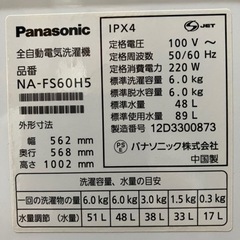 Panasonic
全自動電気洗濯機
品番
NA-FS60H5
外形寸法
幅 562 mm
奥行 568 mm
高さ 1002 mm
IPX4
S JET
定格電圧 100 V~
定格周波数 50/60 Hz
定格消費電力 220 W
標準洗濯容量 6.0 kg
標準脱水容量 6.0 kg
標準水量 48 L
標準使用水量 89 L
製造番号 12D3300873
パナソニック株式会社
中国製
洗濯容量、水量の目安
一回の洗濯物の量 6.0 kg 6.0 kg 3.0 kg 1.5 kg 0.3 kg
水量調節(水量) 51 L 48 L 38 L 33 L 17 L